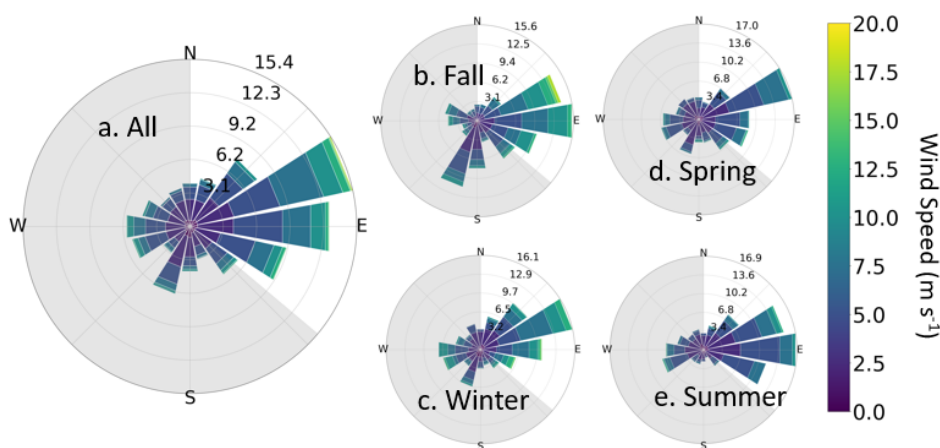 a. All
N
E
S
W
15.4
12.3
9.2
6.2
3.1
b. Fall
N
E
S
W
15.6
12.5
9.4
6.2
3.1
d. Spring
N
E
S
W
17.0
13.6
10.2
6.8
3.4
c. Winter
N
E
S
W
16.1
12.9
9.7
6.5
3.2
e. Summer
N
E
S
W
16.9
13.6
10.2
6.8
3.4
20.0
17.5
15.0
12.5
10.0
7.5
5.0
2.5
0.0
Wind Speed (m s⁻¹)